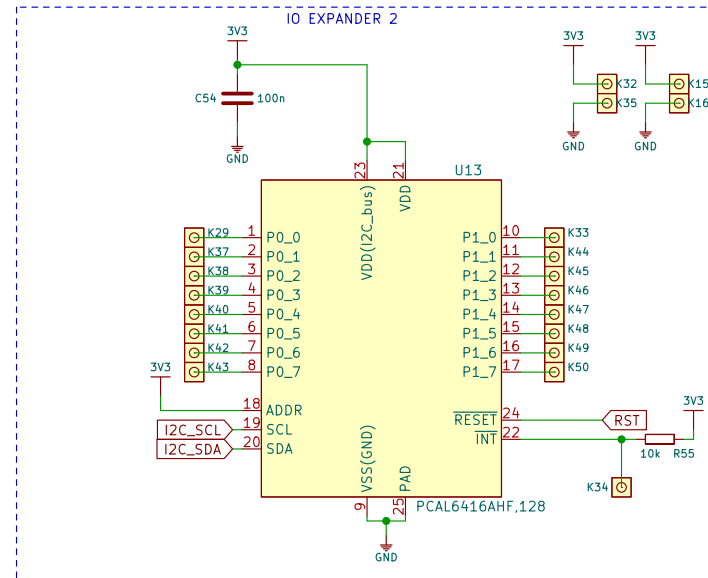 IO EXPANDER 2
3V3
3V3
3V3
C54
100n
K32
K35
K15
K16
GND
GND
GND
U13
23
21
VDD(I2C_bus)
VDD
K29
1
P0_0
P1_0
10
K33
K37
2
P0_1
P1_1
11
K44
K38
3
P0_2
P1_2
12
K45
K39
4
P0_3
P1_3
13
K46
K40
5
P0_4
P1_4
14
K47
K41
6
P0_5
P1_5
15
K48
K42
7
P0_6
P1_6
16
K49
K43
8
P0_7
P1_7
17
K50
3V3
18
ADDR
I2C_SCL
19
SCL
I2C_SDA
20
SDA
RESET
24
RST
INT
22
3V3
10k
R55
K34
VSS(GND)
PAD
9
25
PCAL6416AHF,128
GND